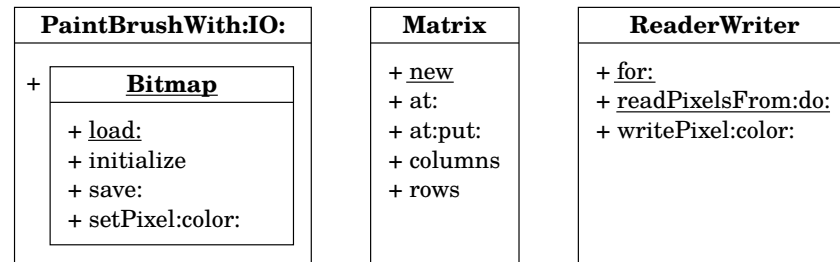 PaintBrushWith:IO:
+ Bitmap
+ load:
+ initialize
+ save:
+ setPixel:color:
Matrix
+ new
+ at:
+ at:put:
+ columns
+ rows
ReaderWriter
+ for:
+ readPixelsFrom:do:
+ writePixel:color: